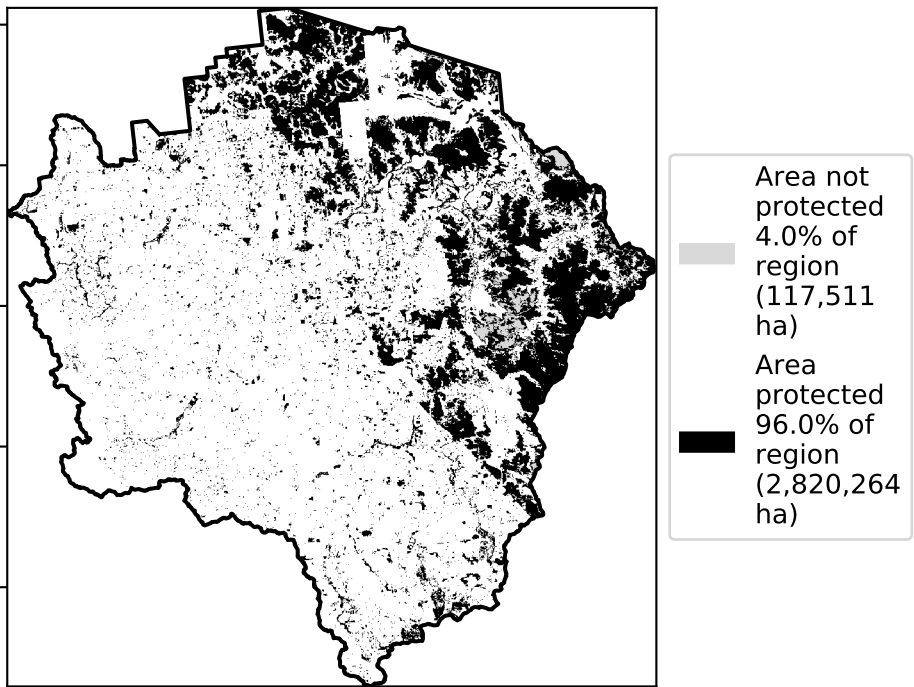 Area not
protected
4.0% of
region
(117,511
ha)
Area
protected
96.0% of
region
(2,820,264
ha)